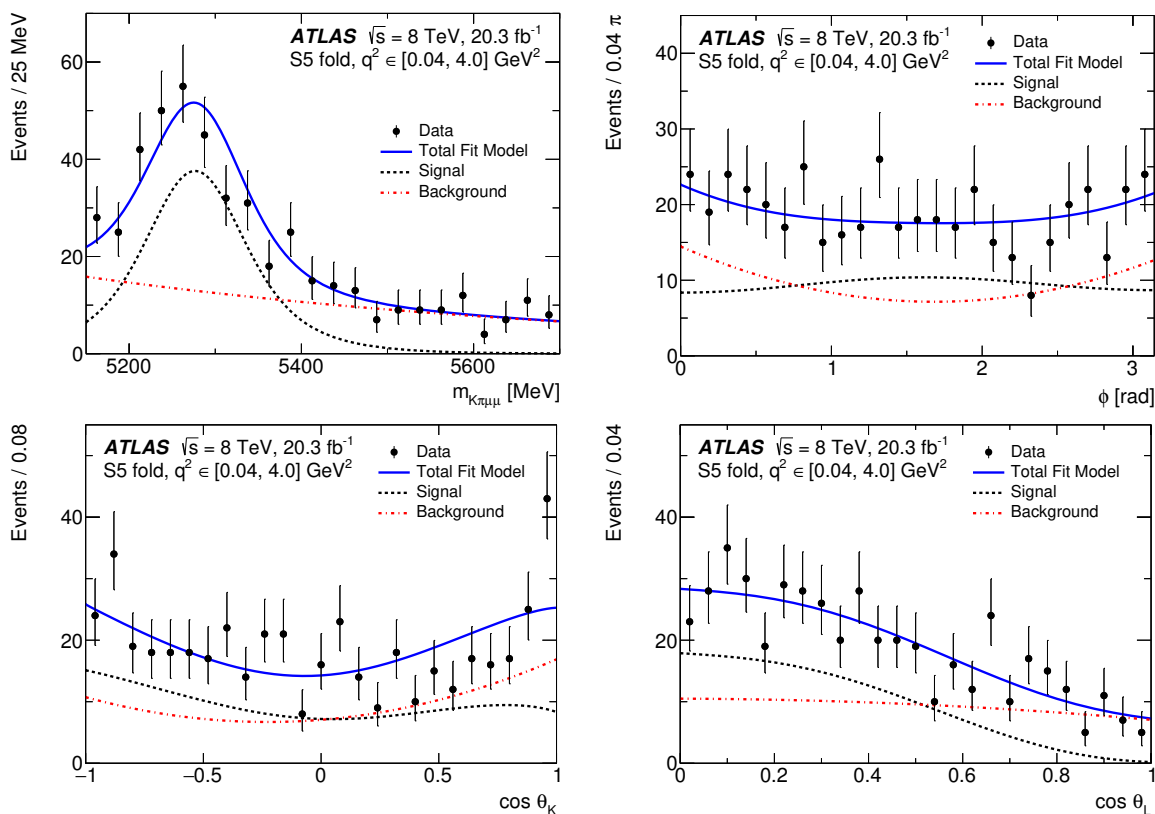 ATLAS √s = 8 TeV, 20.3 fb⁻¹
S5 fold, q² ∈ [0.04, 4.0] GeV²
Data
Total Fit Model
Signal
Background
Events / 25 MeV
0
20
40
60
5200
5400
5600
m_Kπμμ [MeV]
ATLAS √s = 8 TeV, 20.3 fb⁻¹
S5 fold, q² ∈ [0.04, 4.0] GeV²
Data
Total Fit Model
Signal
Background
Events / 0.04 π
0
10
20
30
40
0
1
2
3
ϕ [rad]
ATLAS √s = 8 TeV, 20.3 fb⁻¹
S5 fold, q² ∈ [0.04, 4.0] GeV²
Data
Total Fit Model
Signal
Background
Events / 0.08
0
20
40
−1
−0.5
0
0.5
1
cos θ_K
ATLAS √s = 8 TeV, 20.3 fb⁻¹
S5 fold, q² ∈ [0.04, 4.0] GeV²
Data
Total Fit Model
Signal
Background
Events / 0.04
0
20
40
0
0.2
0.4
0.6
0.8
1
cos θ_L